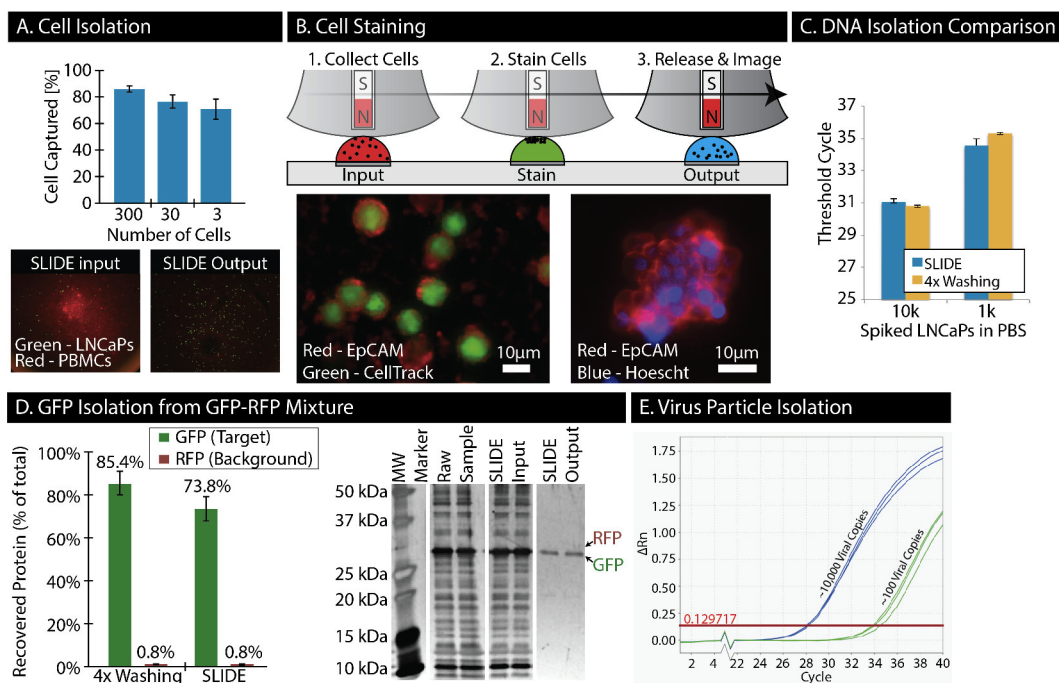 A. Cell Isolation
Cell Captured [%]
100
80
60
40
20
0
300
30
3
Number of Cells
SLIDE input
Green - LNCaPs
Red - PBMCs
SLIDE Output
B. Cell Staining
1. Collect Cells
2. Stain Cells
3. Release & Image
S
N
S
N
S
N
Input
Stain
Output
Red - EpCAM
Green - CellTrack
10μm
Red - EpCAM
Blue - Hoescht
10μm
C. DNA Isolation Comparison
Threshold Cycle
37
35
33
31
29
27
25
SLIDE
4x Washing
10k
1k
Spiked LNCaPs in PBS
D. GFP Isolation from GFP-RFP Mixture
Recovered Protein (% of total)
100%
80%
60%
40%
20%
0%
GFP (Target)
RFP (Background)
85.4%
0.8%
73.8%
0.8%
4x Washing
SLIDE
MW
Marker
Raw
Sample
SLIDE
Input
SLIDE
Output
50 kDa
37 kDa
25 kDa
20 kDa
15 kDa
10 kDa
RFP
GFP
E. Virus Particle Isolation
ΔRn
1.75
1.50
1.25
1.00
0.75
0.50
0.25
0.00
0.129717
~10,000 Viral Copies
~100 Viral Copies
2
4
22
24
26
28
30
32
34
36
38
40
Cycle